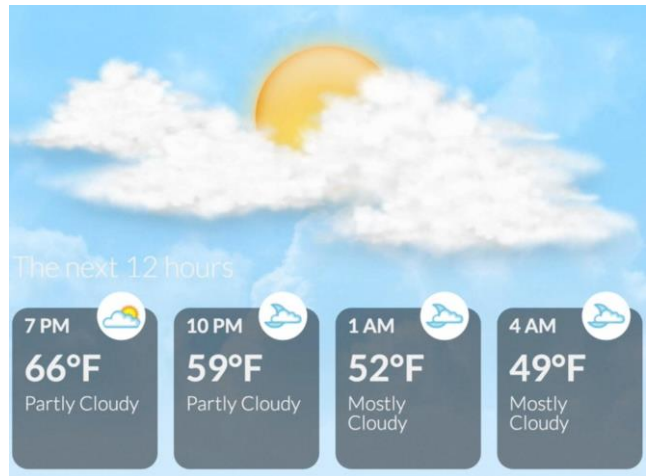 The next 12 hours
7 PM
66°F
Partly Cloudy
10 PM
59°F
Partly Cloudy
1 AM
52°F
Mostly
Cloudy
4 AM
49°F
Mostly
Cloudy